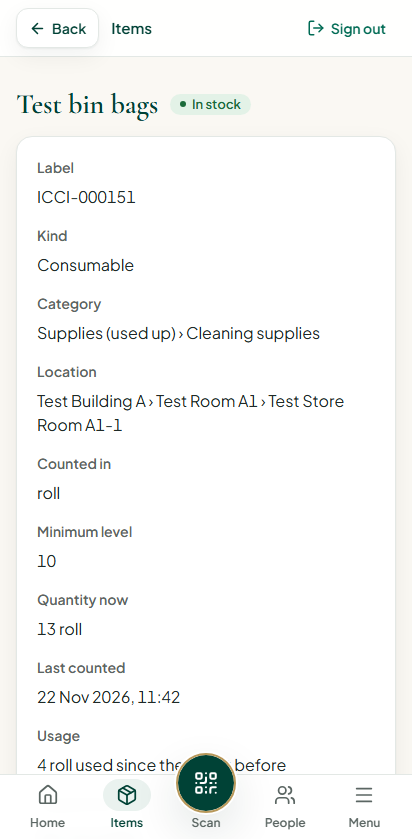 Back
Items
Sign out
Test bin bags
In stock
Label
ICCI-000151
Kind
Consumable
Category
Supplies (used up) › Cleaning supplies
Location
Test Building A › Test Room A1 › Test Store
Room A1-1
Counted in
roll
Minimum level
10
Quantity now
13 roll
Last counted
22 Nov 2026, 11:42
Usage
4 roll used since the before
Home
Items
Scan
People
Menu